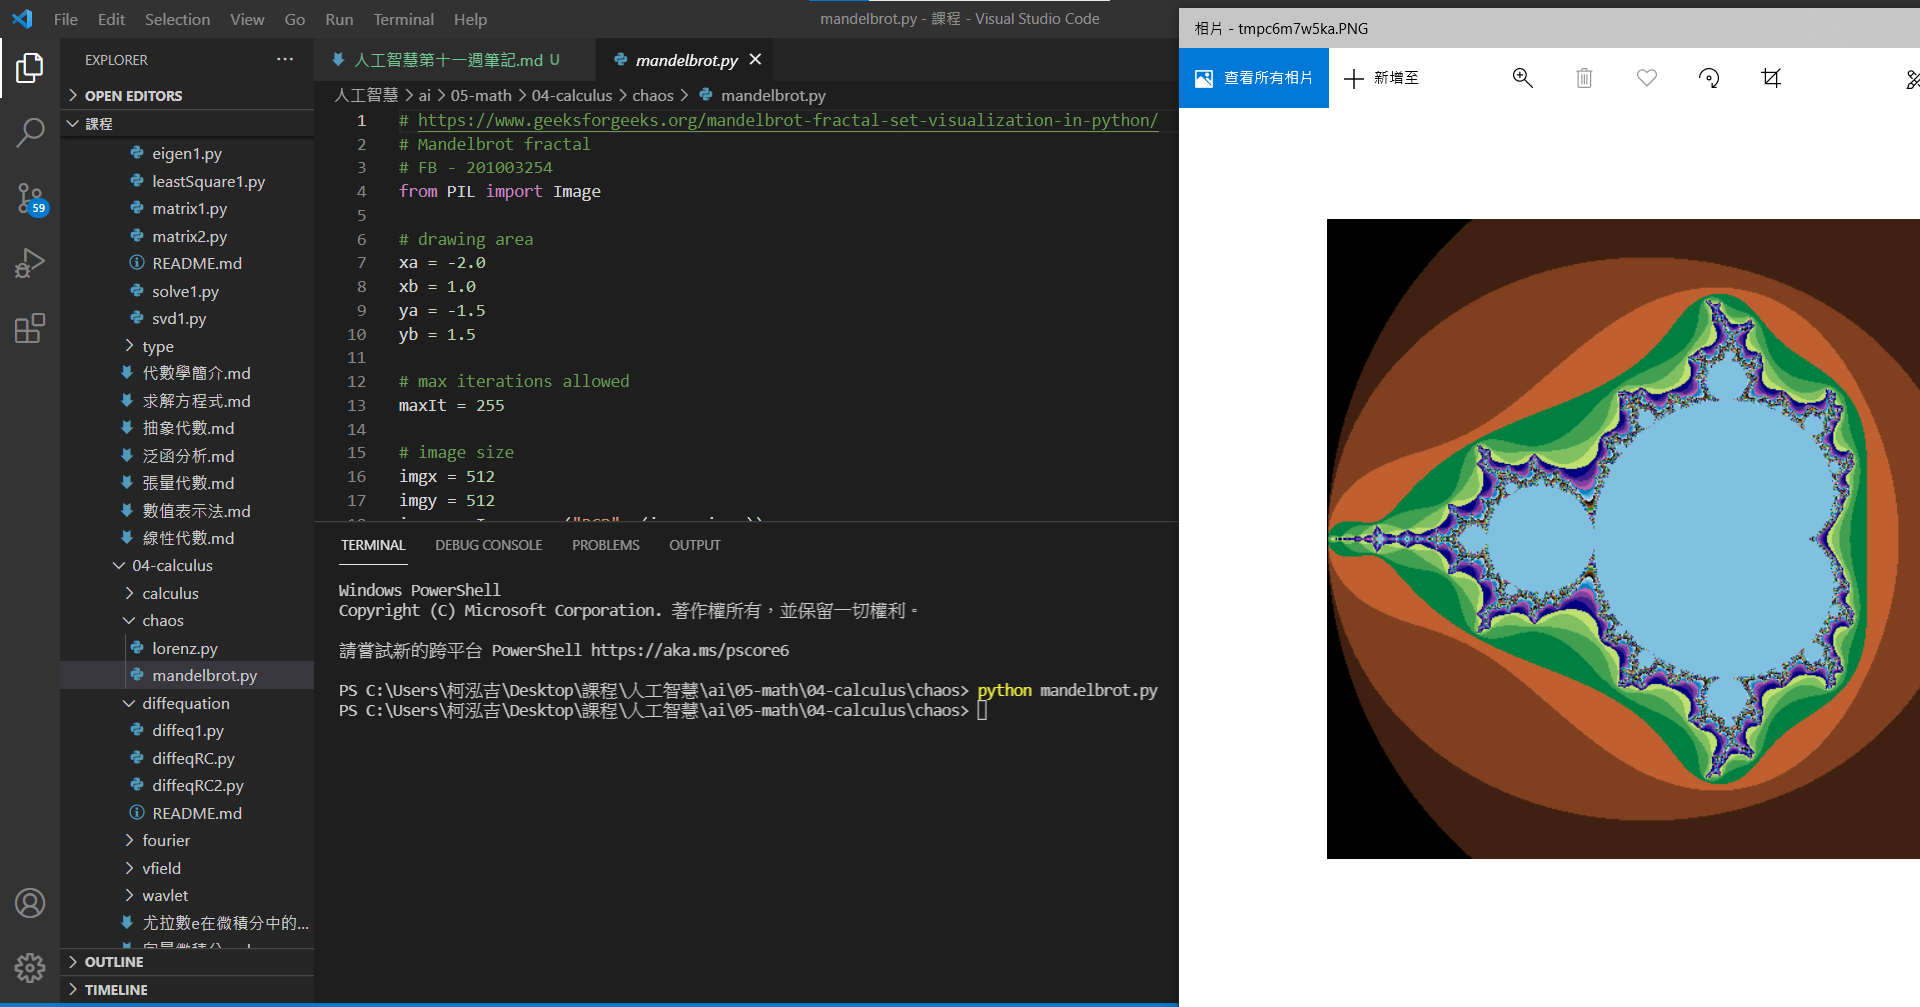 File Edit Selection View Go Run Terminal Help
mandelbrot.py - 課程 - Visual Studio Code
EXPLORER
OPEN EDITORS
課程
eigen1.py
leastSquare1.py
matrix1.py
matrix2.py
README.md
solve1.py
svd1.py
type
代數學簡介.md
求解方程式.md
抽象代數.md
泛函分析.md
張量代數.md
數值表示法.md
線性代數.md
04-calculus
calculus
chaos
lorenz.py
mandelbrot.py
diffequation
diffeq1.py
diffeqRC.py
diffeqRC2.py
README.md
fourier
vfield
wavlet
尤拉數e在微積分中的...
OUTLINE
TIMELINE
59
人工智慧第十一週筆記.md U
mandelbrot.py
人工智慧 > ai > 05-math > 04-calculus > chaos > mandelbrot.py
1 # https://www.geeksforgeeks.org/mandelbrot-fractal-set-visualization-in-python/
2 # Mandelbrot fractal
3 # FB - 201003254
4 from PIL import Image
5
6 # drawing area
7 xa = -2.0
8 xb = 1.0
9 ya = -1.5
10 yb = 1.5
11
12 # max iterations allowed
13 maxIt = 255
14
15 # image size
16 imgx = 512
17 imgy = 512
TERMINAL DEBUG CONSOLE PROBLEMS OUTPUT
Windows PowerShell
Copyright (C) Microsoft Corporation. 著作權所有，並保留一切權利。
請嘗試新的跨平台 PowerShell https://aka.ms/pscore6
PS C:\Users\柯泓吉\Desktop\課程\人工智慧\ai\05-math\04-calculus\chaos> python mandelbrot.py
PS C:\Users\柯泓吉\Desktop\課程\人工智慧\ai\05-math\04-calculus\chaos>
相片 - tmpc6m7w5ka.PNG
查看所有相片
新增至